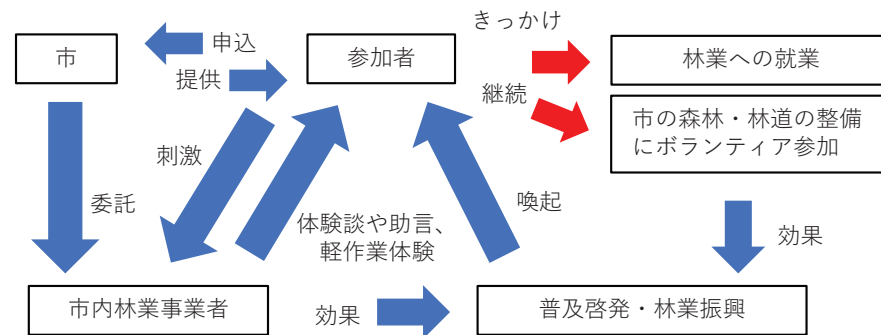 きっかけ
申込
市
参加者
林業への就業
提供
継続
市の森林・林道の整備
にボランティア参加
刺激
委託
喚起
体験談や助言、
軽作業体験
効果
市内林業事業者
効果
普及啓発・林業振興